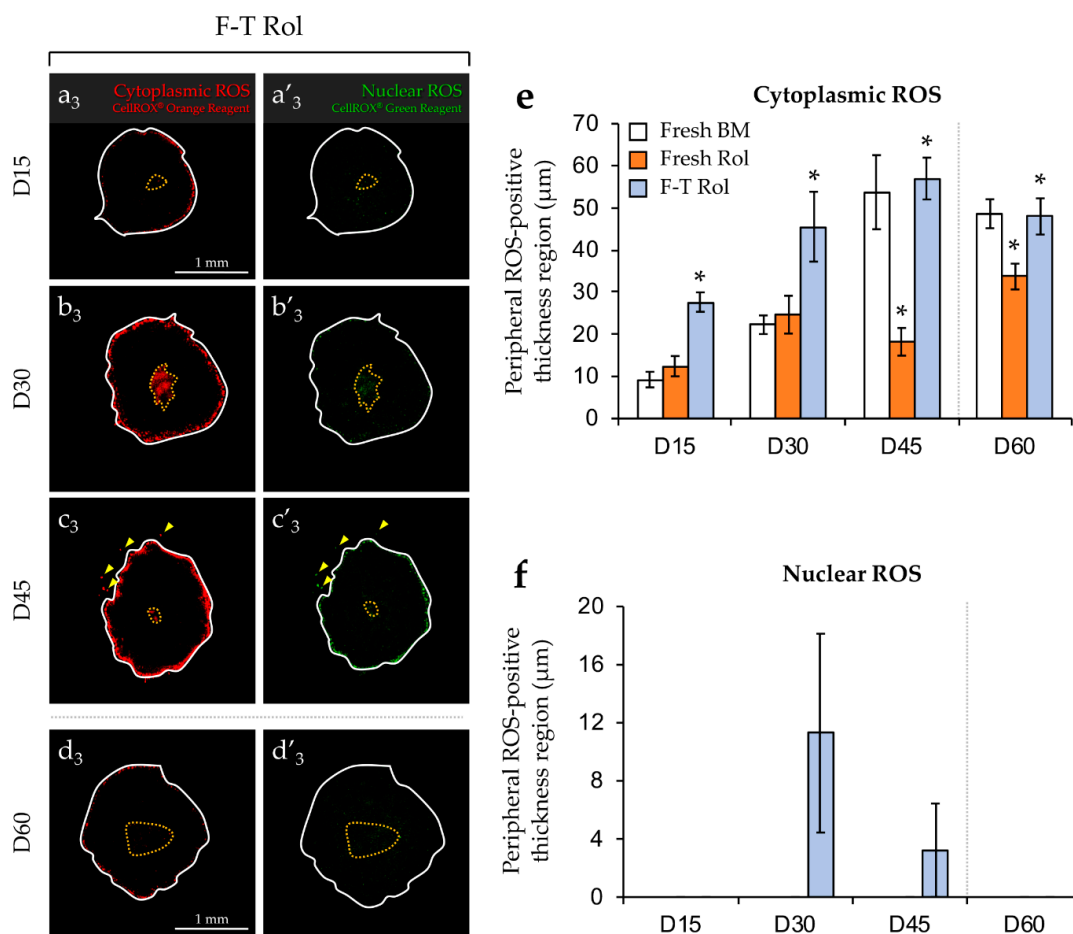 F-T Rol
a₃
Cytoplasmic ROS
CellROX® Orange Reagent
a′₃
Nuclear ROS
CellROX® Green Reagent
D15
1 mm
b₃
b′₃
D30
c₃
c′₃
D45
d₃
d′₃
D60
1 mm
e
Cytoplasmic ROS
Peripheral ROS-positive
thickness region (µm)
70
60
50
40
30
20
10
0
Fresh BM
Fresh Rol
F-T Rol
*
*
*
*
*
*
D15
D30
D45
D60
f
Nuclear ROS
Peripheral ROS-positive
thickness region (µm)
20
16
12
8
4
0
D15
D30
D45
D60